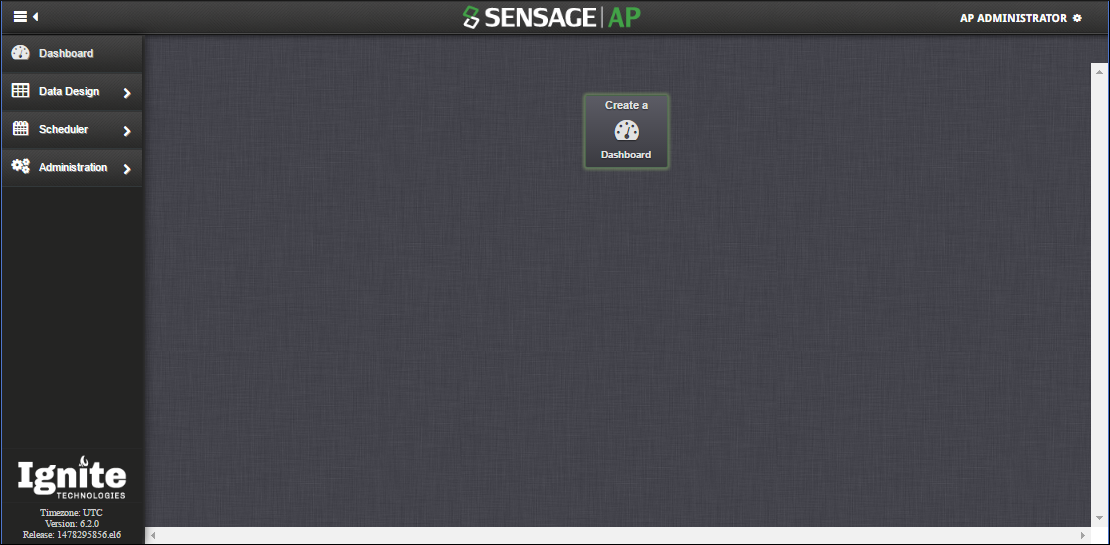 SENSAGE AP
AP ADMINISTRATOR
Dashboard
Data Design
Scheduler
Administration
Create a
Dashboard
Ignite
TECHNOLOGIES
Timezone: UTC
Version: 6.2.0
Release: 1478295856.el6